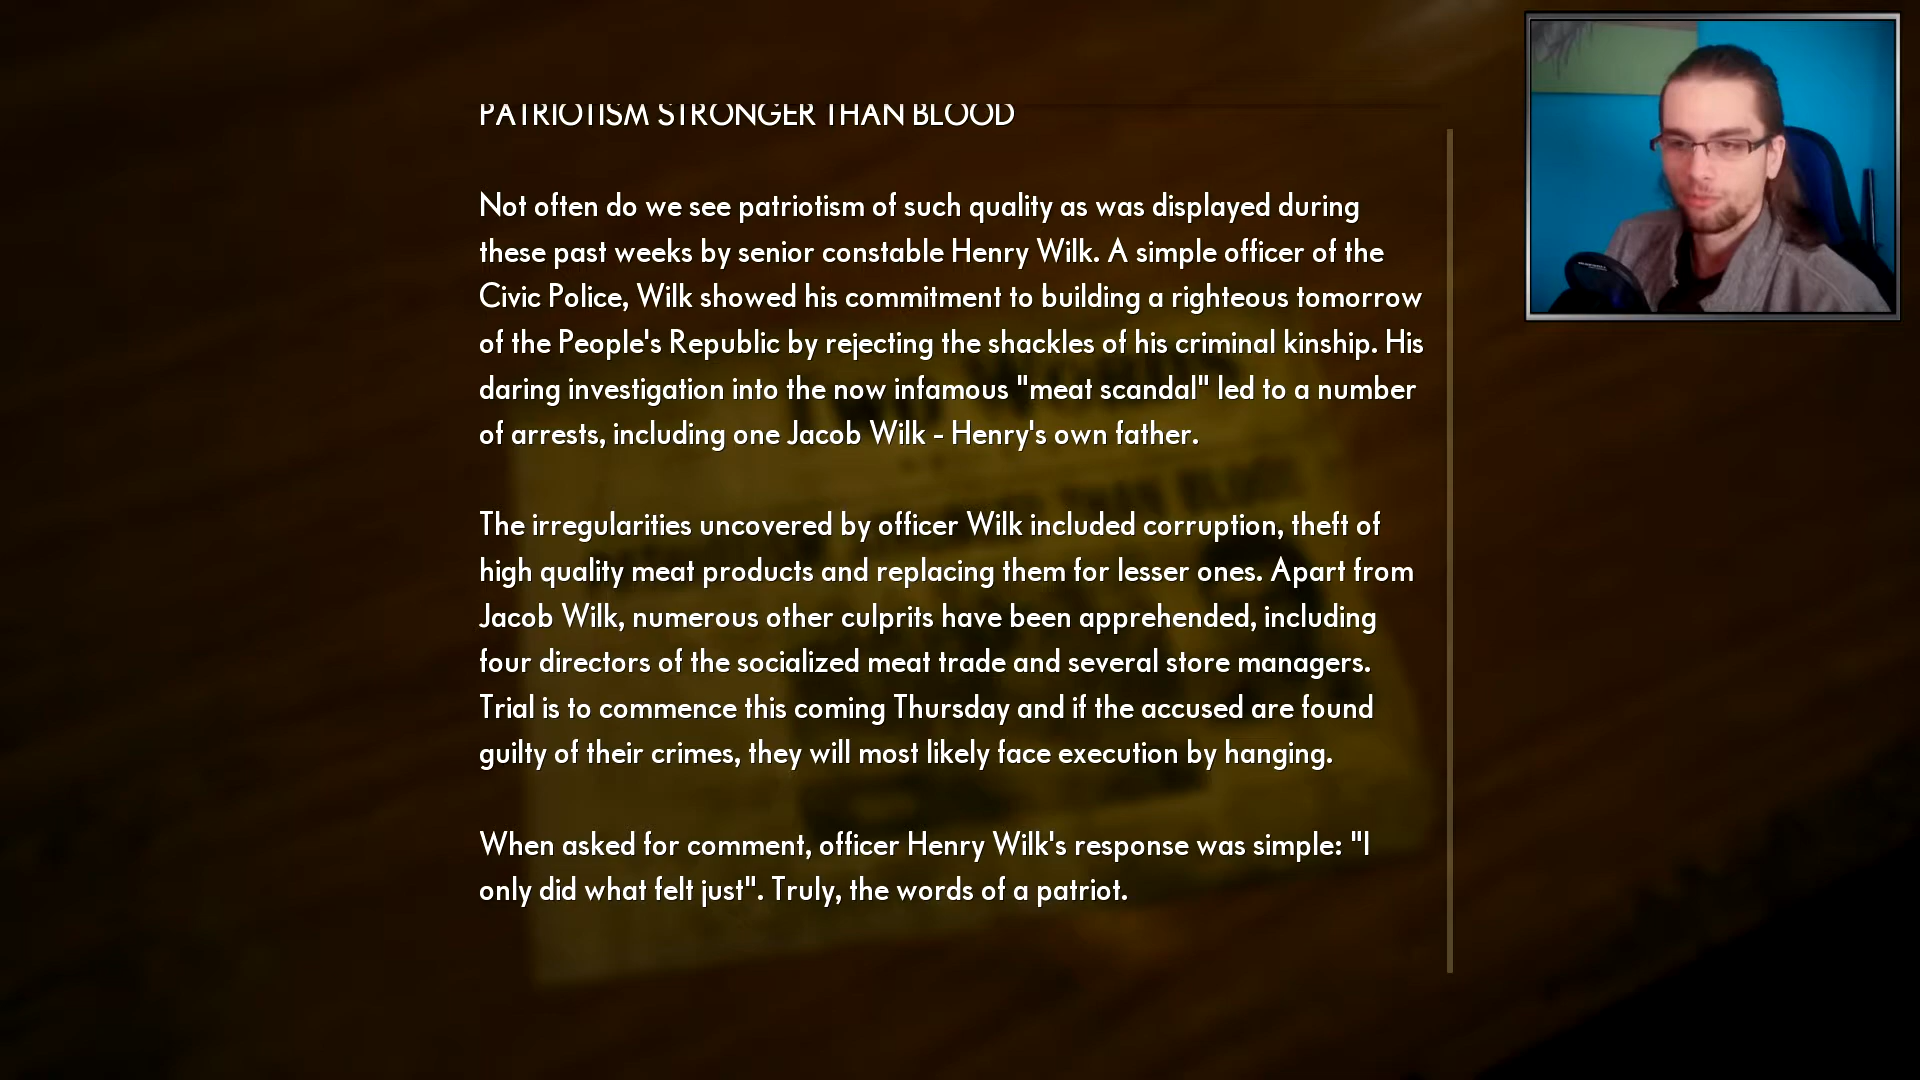 PATRIOTISM STRONGER THAN BLOOD
Not often do we see patriotism of such quality as was displayed during
these past weeks by senior constable Henry Wilk. A simple officer of the
Civic Police, Wilk showed his commitment to building a righteous tomorrow
of the People's Republic by rejecting the shackles of his criminal kinship. His
daring investigation into the now infamous "meat scandal" led to a number
of arrests, including one Jacob Wilk - Henry's own father.
The irregularities uncovered by officer Wilk included corruption, theft of
high quality meat products and replacing them for lesser ones. Apart from
Jacob Wilk, numerous other culprits have been apprehended, including
four directors of the socialized meat trade and several store managers.
Trial is to commence this coming Thursday and if the accused are found
guilty of their crimes, they will most likely face execution by hanging.
When asked for comment, officer Henry Wilk's response was simple: "I
only did what felt just". Truly, the words of a patriot.